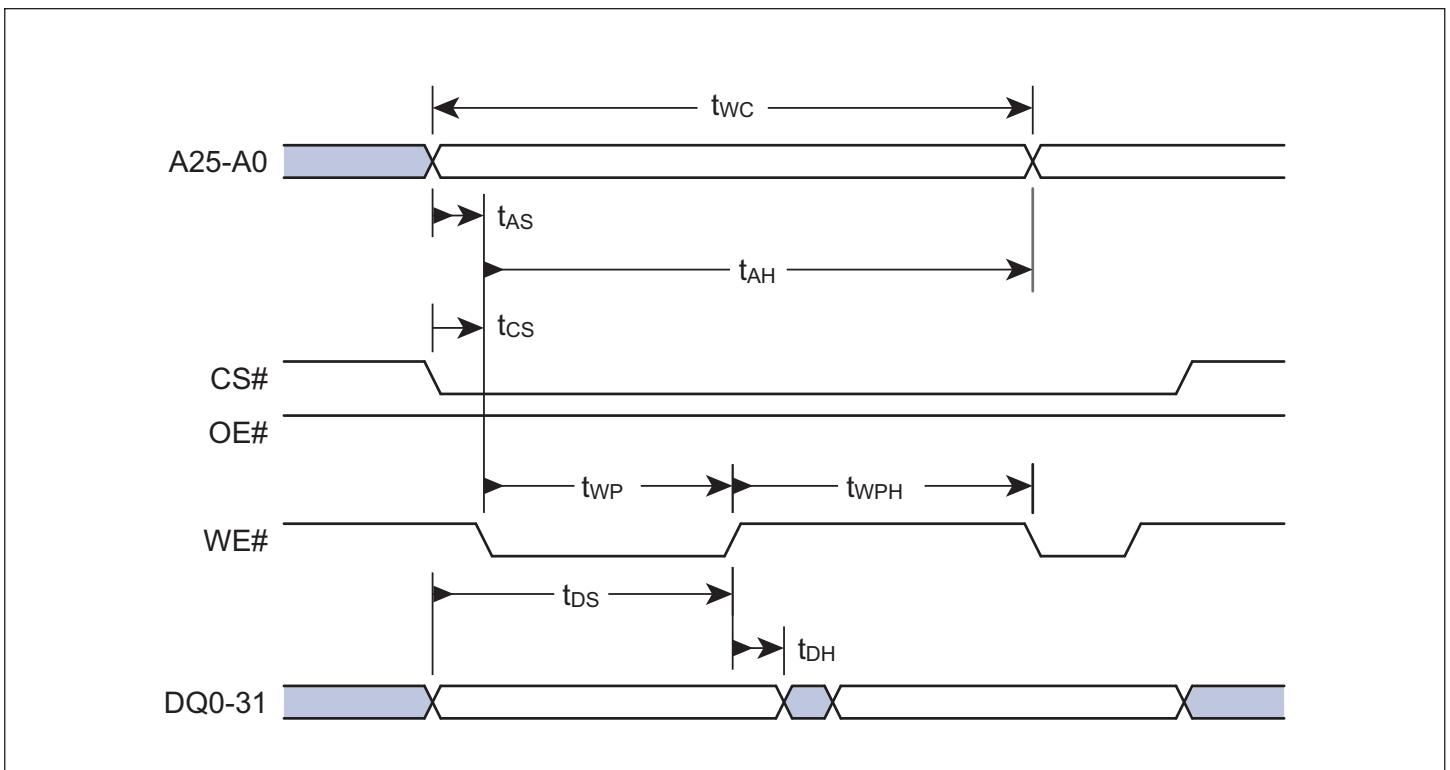 tWC
A25-A0
tAS
tAH
tCS
CS#
OE#
tWP
tWPH
WE#
tDS
tDH
DQ0-31